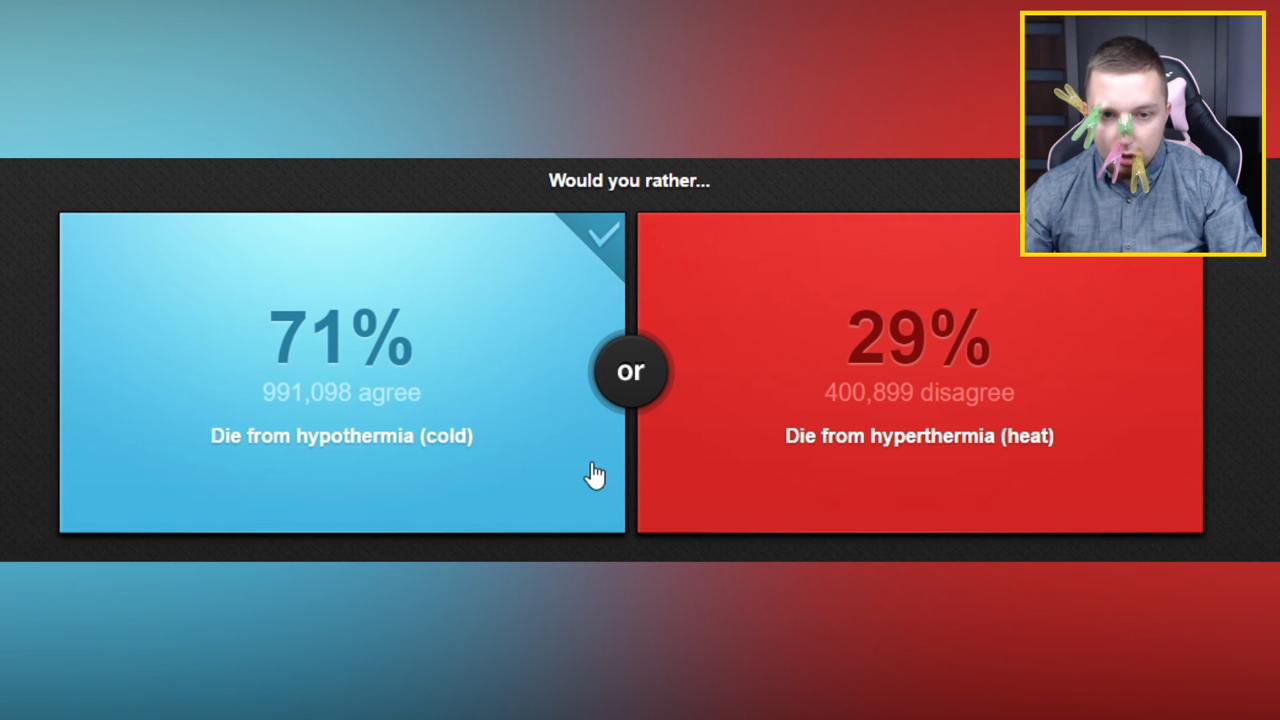 Would you rather...
71%
991,098 agree
Die from hypothermia (cold)
or
29%
400,899 disagree
Die from hyperthermia (heat)